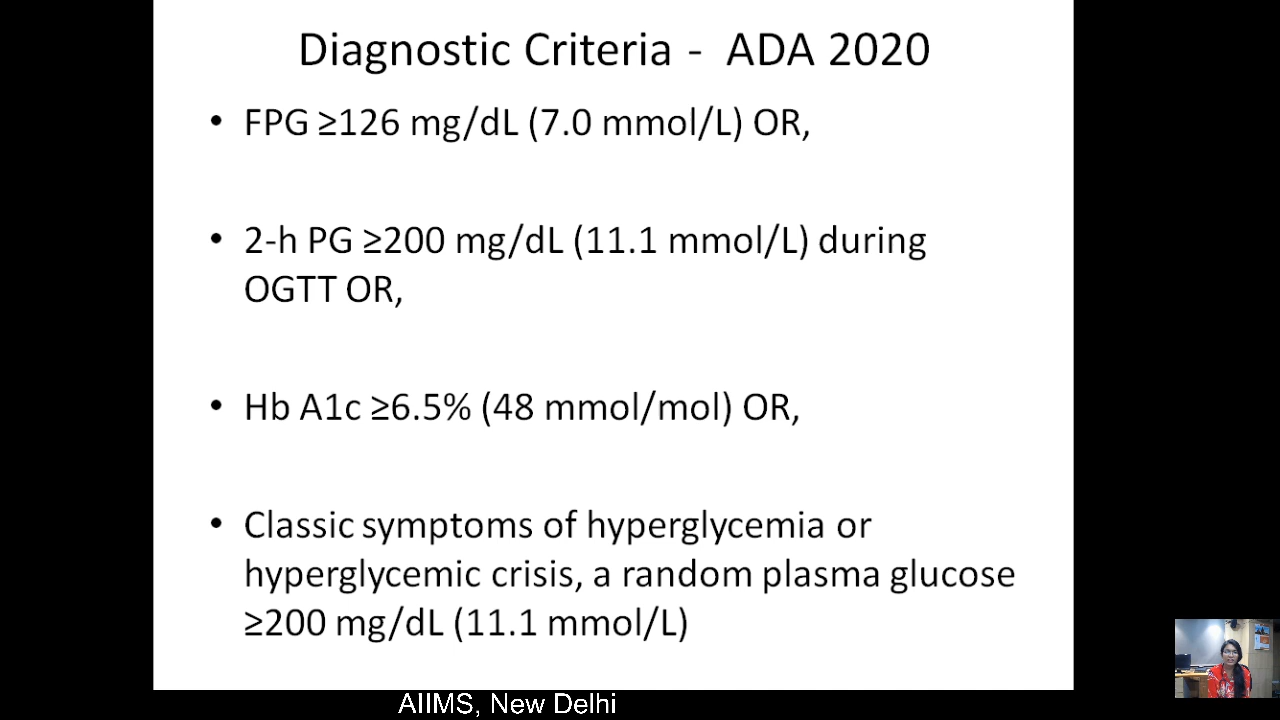 Diagnostic Criteria - ADA 2020
• FPG ≥126 mg/dL (7.0 mmol/L) OR,
• 2-h PG ≥200 mg/dL (11.1 mmol/L) during
OGTT OR,
• Hb A1c ≥6.5% (48 mmol/mol) OR,
• Classic symptoms of hyperglycemia or
hyperglycemic crisis, a random plasma glucose
≥200 mg/dL (11.1 mmol/L)
AIIMS, New Delhi